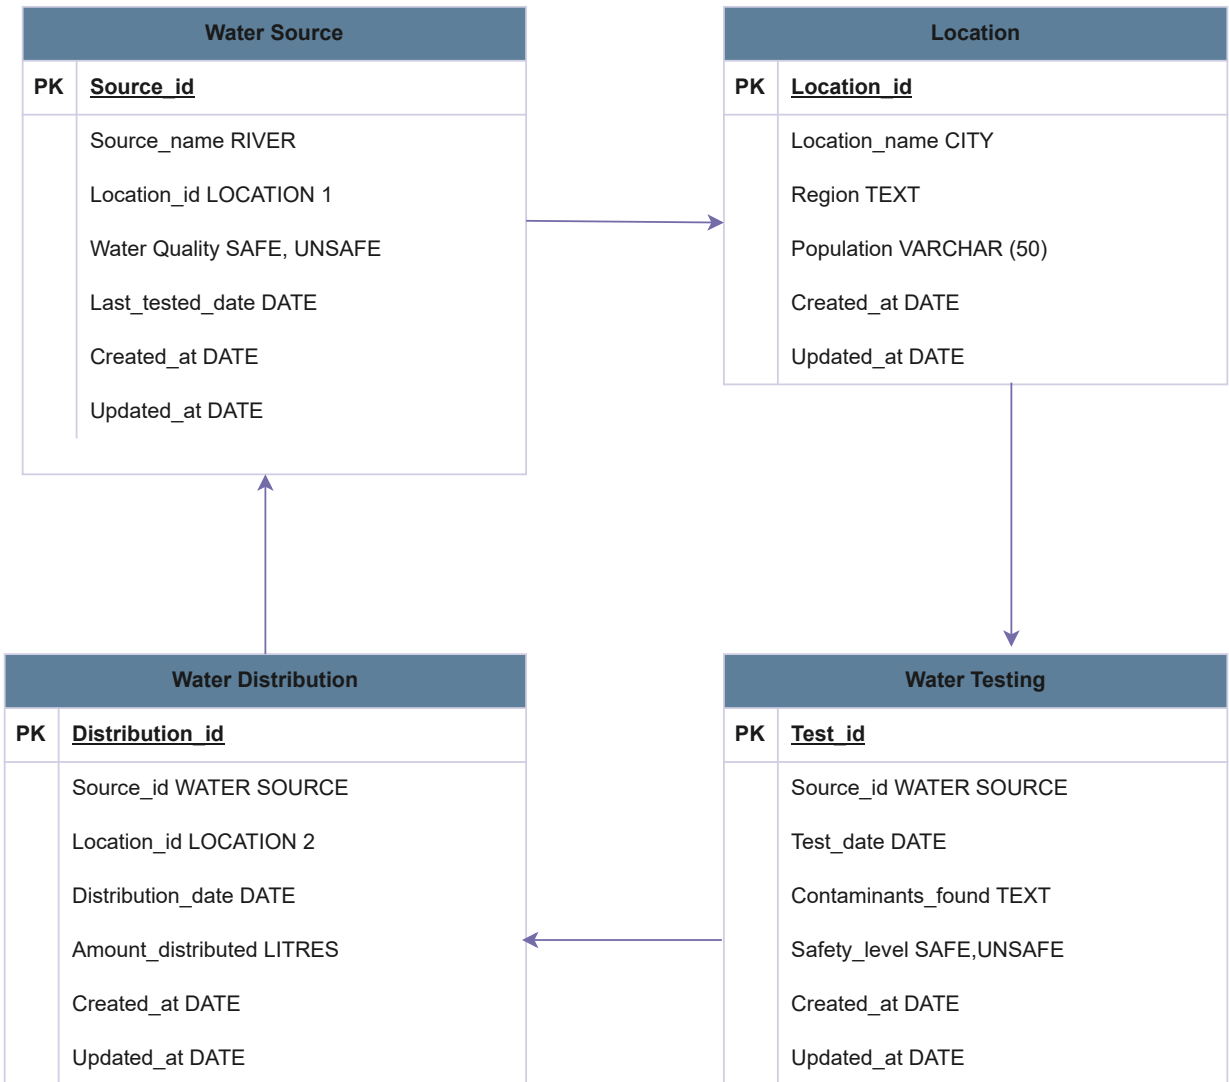 Water Source
PK Source_id
Source_name RIVER
Location_id LOCATION 1
Water Quality SAFE, UNSAFE
Last_tested_date DATE
Created_at DATE
Updated_at DATE
Location
PK Location_id
Location_name CITY
Region TEXT
Population VARCHAR (50)
Created_at DATE
Updated_at DATE
Water Distribution
PK Distribution_id
Source_id WATER SOURCE
Location_id LOCATION 2
Distribution_date DATE
Amount_distributed LITRES
Created_at DATE
Updated_at DATE
Water Testing
PK Test_id
Source_id WATER SOURCE
Test_date DATE
Contaminants_found TEXT
Safety_level SAFE,UNSAFE
Created_at DATE
Updated_at DATE